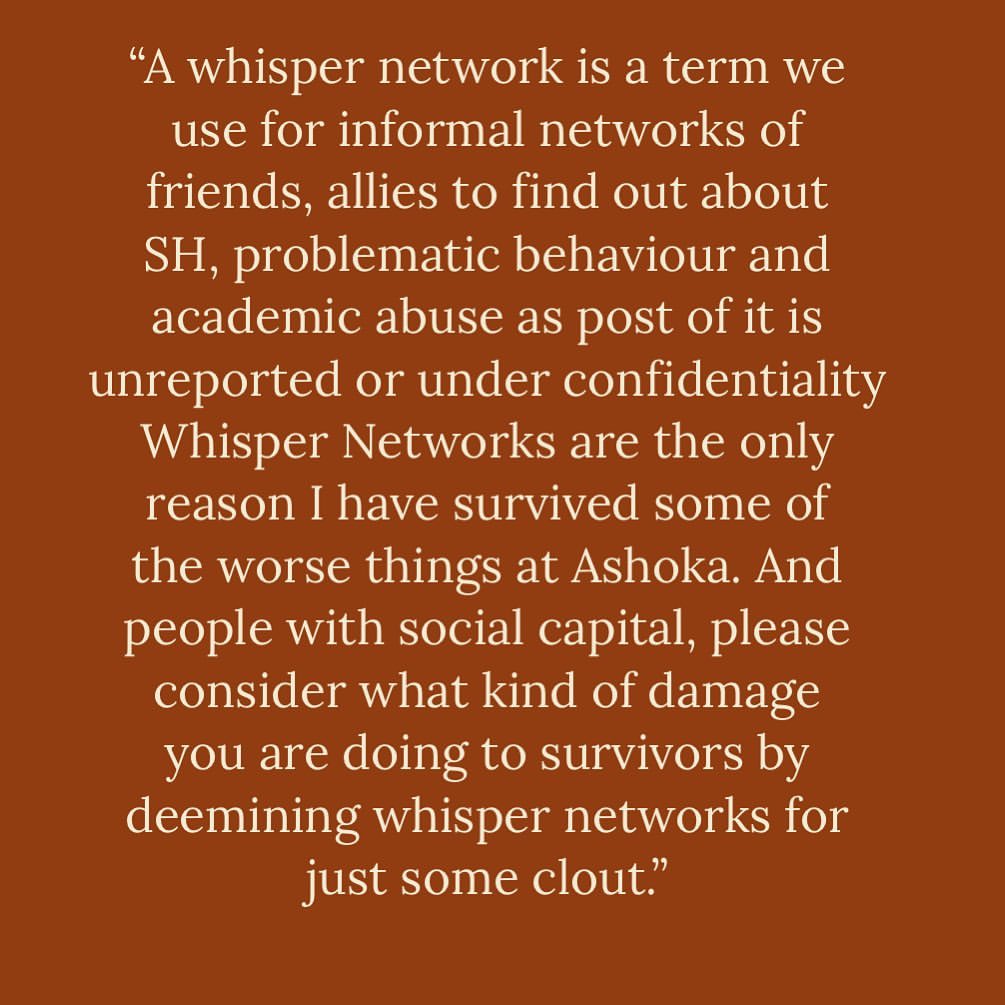 “A whisper network is a term we
use for informal networks of
friends, allies to find out about
SH, problematic behaviour and
academic abuse as post of it is
unreported or under confidentiality
Whisper Networks are the only
reason I have survived some of
the worse things at Ashoka. And
people with social capital, please
consider what kind of damage
you are doing to survivors by
deemining whisper networks for
just some clout.”